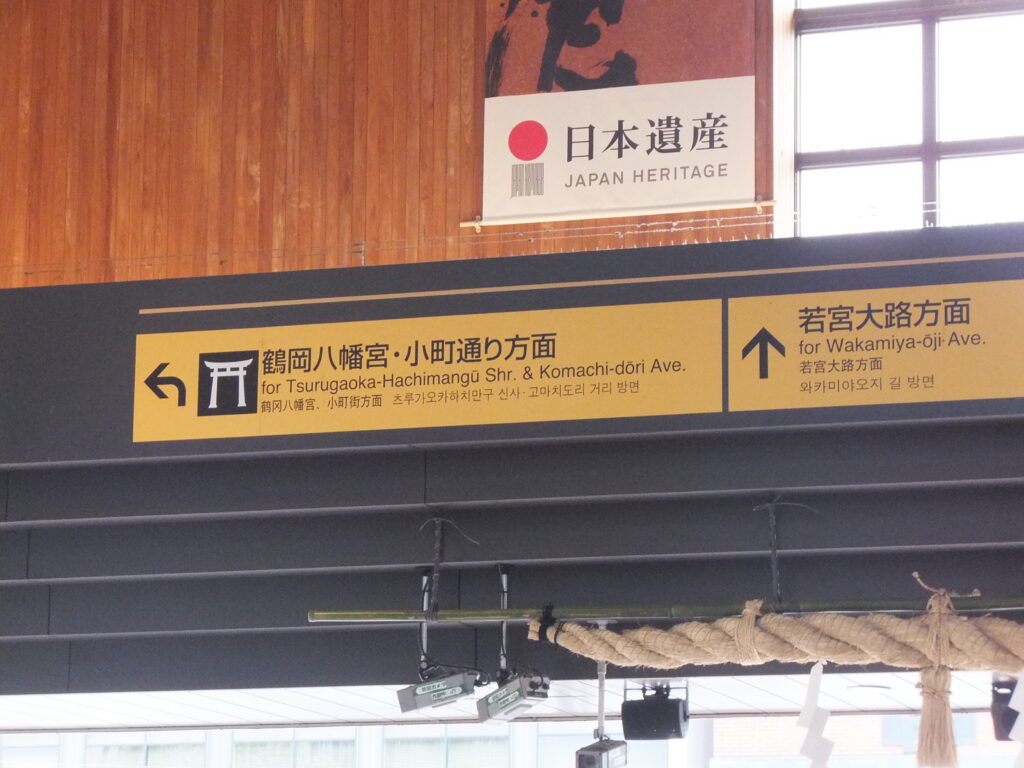 日本遺産
JAPAN HERITAGE
鶴岡八幡宮・小町通り方面
for Tsurugaoka-Hachimangū Shr. & Komachi-dōri Ave.
鹤冈八幡宫、小町街方面 츠루가오카하치만구 신사·고마치도리 거리 방면
若宮大路方面
for Wakamiya-ōji Ave.
若宫大路方面
와카미야오지 길 방면